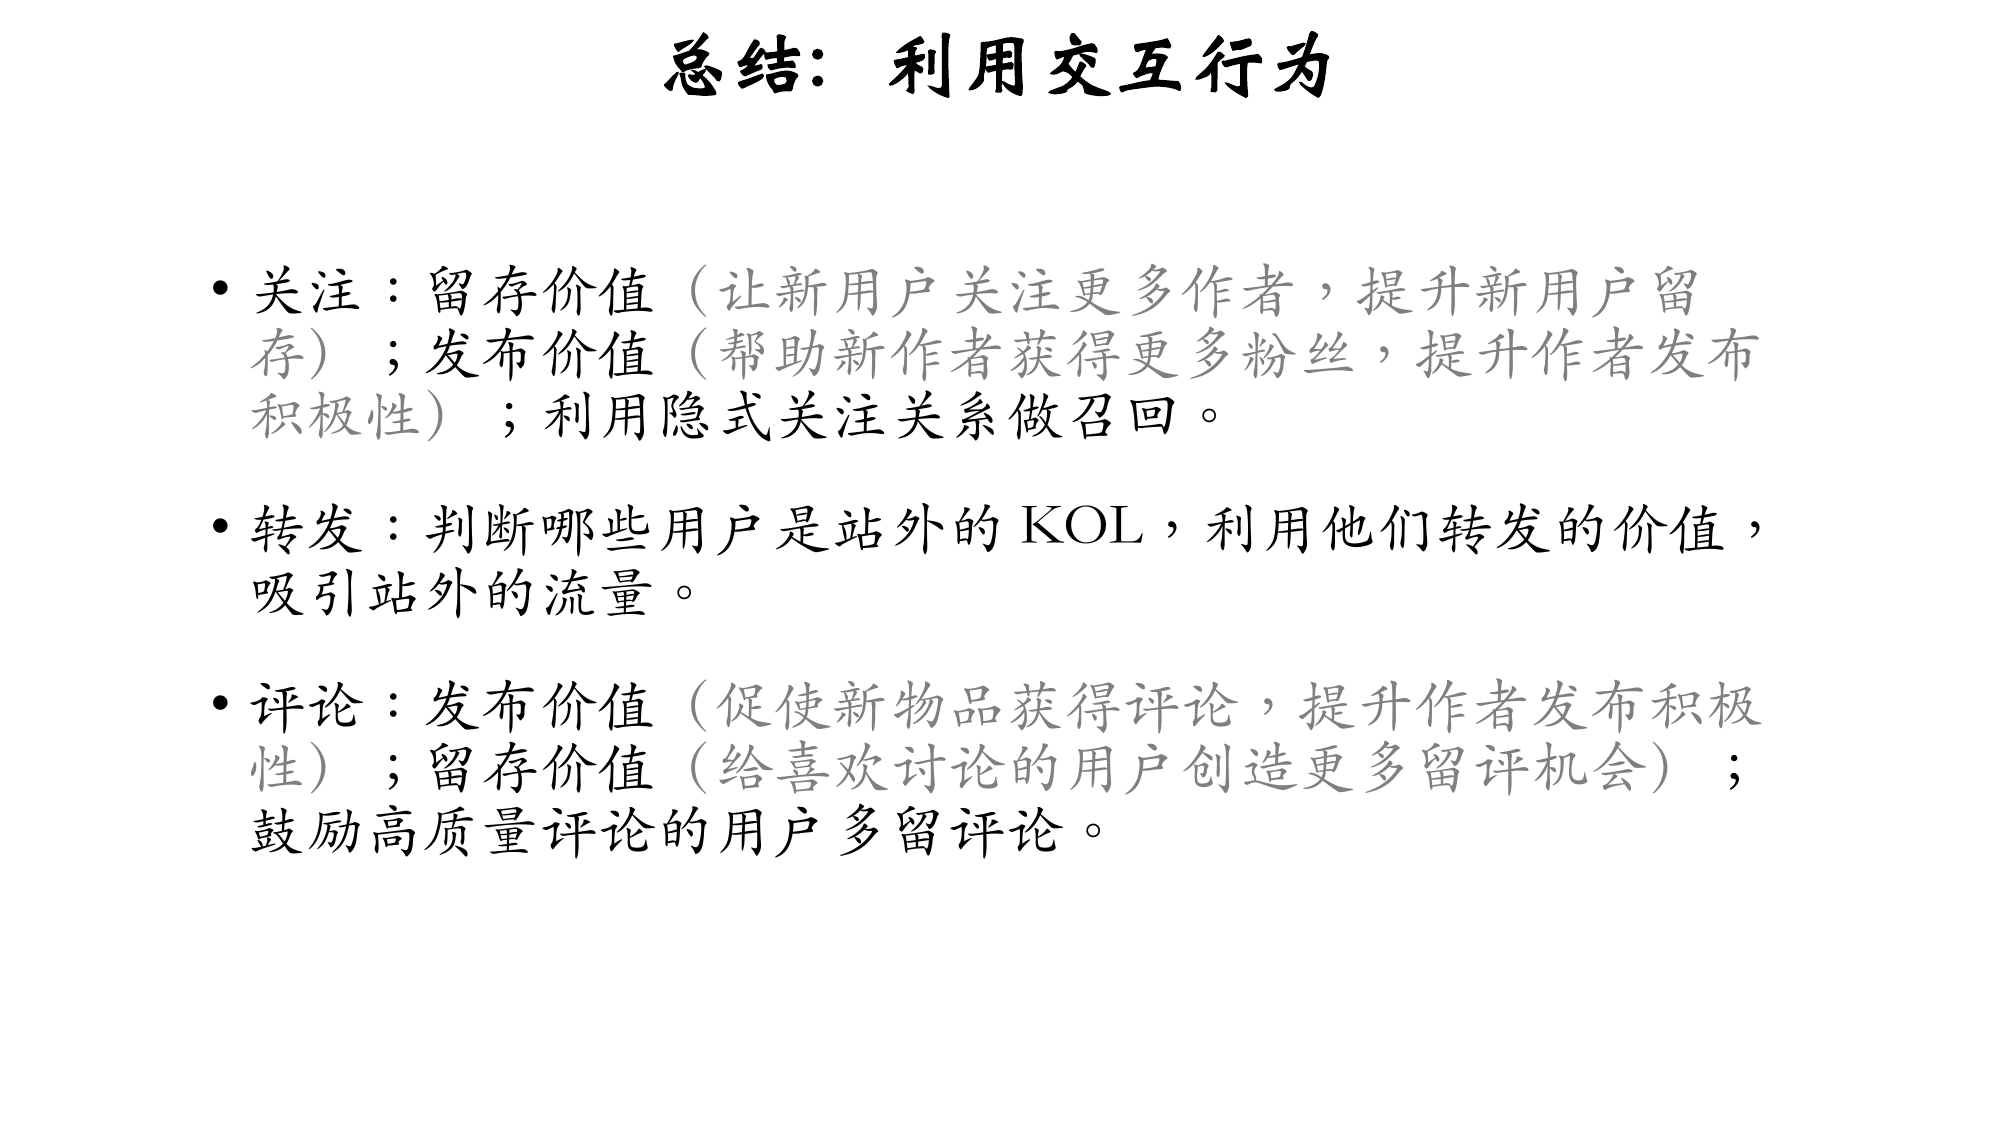 总结：利用交互行为
• 关注：留存价值（让新用户关注更多作者，提升新用户留
存）；发布价值（帮助新作者获得更多粉丝，提升作者发布
积极性）；利用隐式关注关系做召回。
• 转发：判断哪些用户是站外的 KOL，利用他们转发的价值，
吸引站外的流量。
• 评论：发布价值（促使新物品获得评论，提升作者发布积极
性）；留存价值（给喜欢讨论的用户创造更多留评机会）；
鼓励高质量评论的用户多留评论。